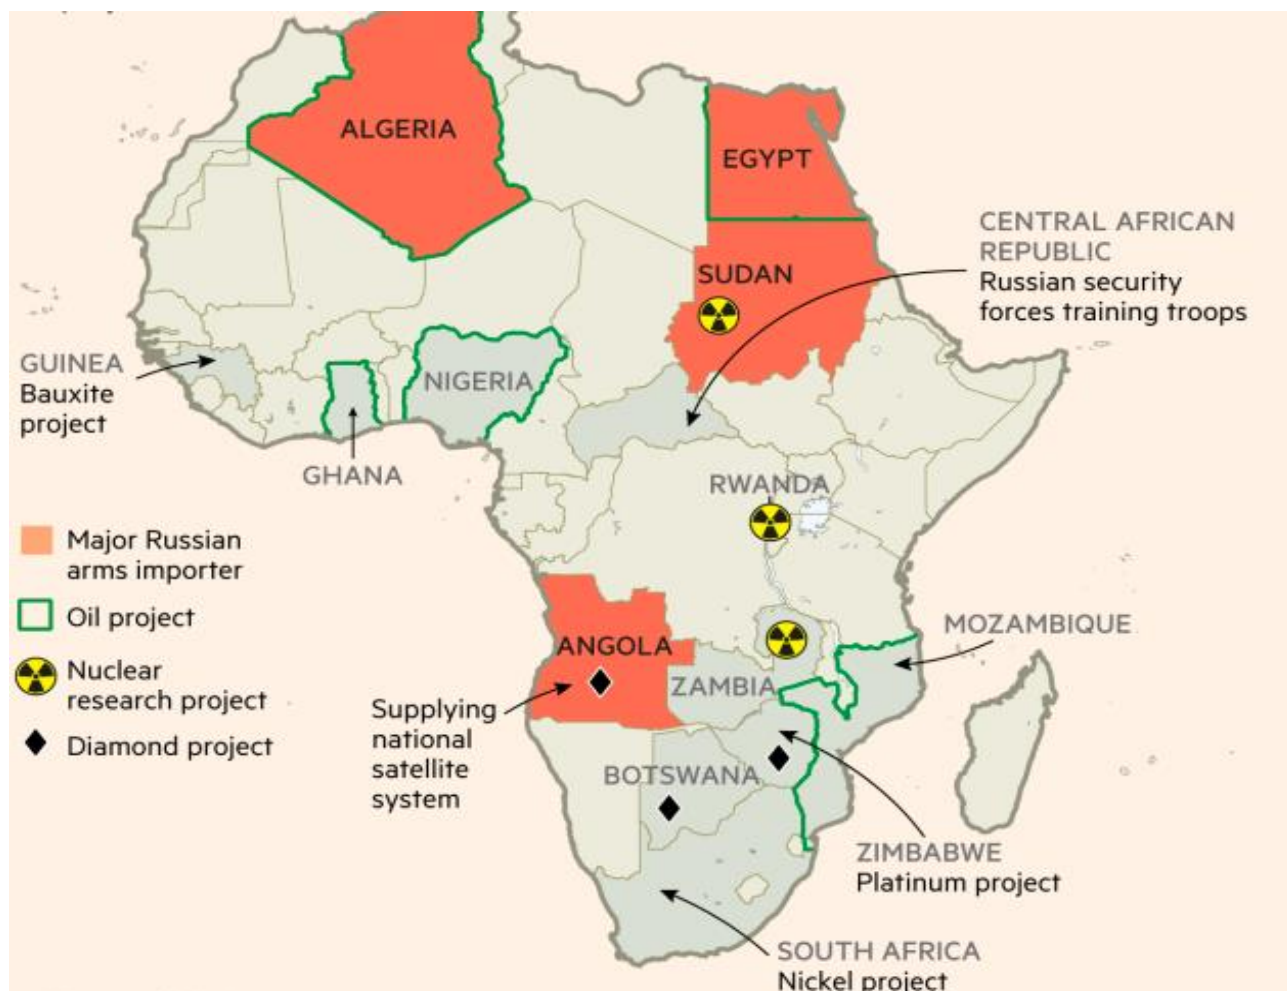 ALGERIA
EGYPT
CENTRAL AFRICAN
REPUBLIC
Russian security
forces training troops
SUDAN
GUINEA
Bauxite
project
NIGERIA
GHANA
RWANDA
Major Russian
arms importer
Oil project
Nuclear
research project
Diamond project
MOZAMBIQUE
ANGOLA
ZAMBIA
Supplying
national
satellite
system
BOTSWANA
ZIMBABWE
Platinum project
SOUTH AFRICA
Nickel project